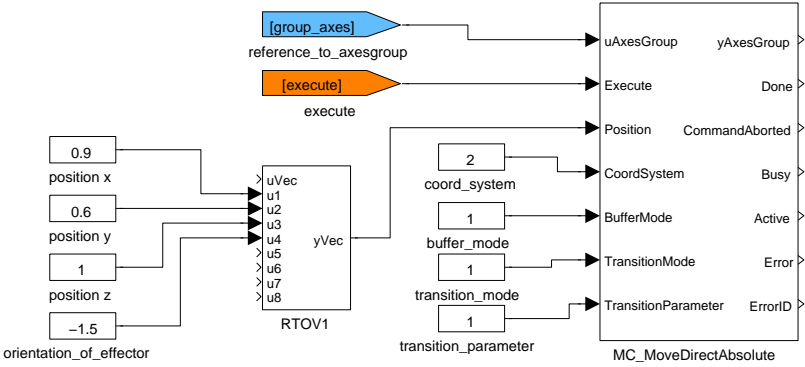 [group_axes]
reference_to_axesgroup
[execute]
execute
0.9
position x
0.6
position y
1
position z
−1.5
orientation_of_effector
uVec
u1
u2
u3
u4
u5
u6
u7
u8
yVec
RTOV1
2
coord_system
1
buffer_mode
1
transition_mode
1
transition_parameter
uAxesGroup
Execute
Position
CoordSystem
BufferMode
TransitionMode
TransitionParameter
yAxesGroup
Done
CommandAborted
Busy
Active
Error
ErrorID
MC_MoveDirectAbsolute